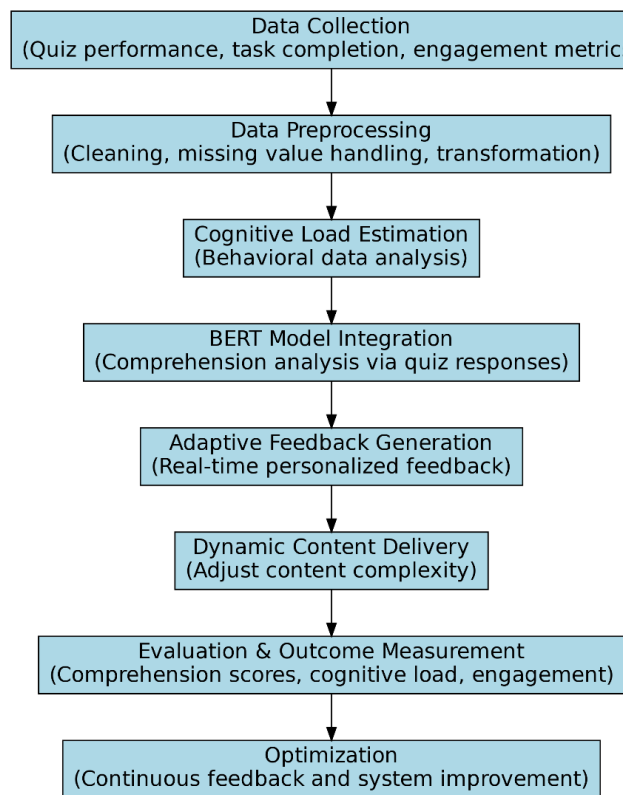 Data Collection
(Quiz performance, task completion, engagement metric
Data Preprocessing
(Cleaning, missing value handling, transformation)
Cognitive Load Estimation
(Behavioral data analysis)
BERT Model Integration
(Comprehension analysis via quiz responses)
Adaptive Feedback Generation
(Real-time personalized feedback)
Dynamic Content Delivery
(Adjust content complexity)
Evaluation & Outcome Measurement
(Comprehension scores, cognitive load, engagement)
Optimization
(Continuous feedback and system improvement)